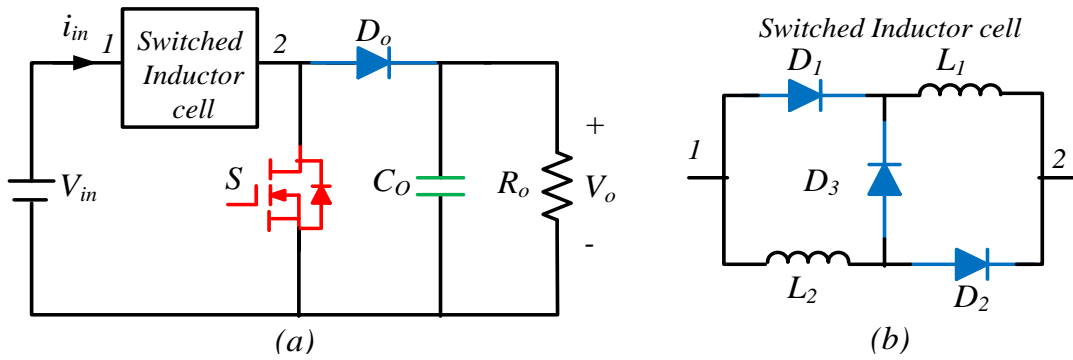 i_in
1
Switched
Inductor
cell
2
D_o
+
V_in
S
C_O
R_o
V_o
-
(a)
Switched Inductor cell
D_1
L_1
1
2
D_3
L_2
D_2
(b)